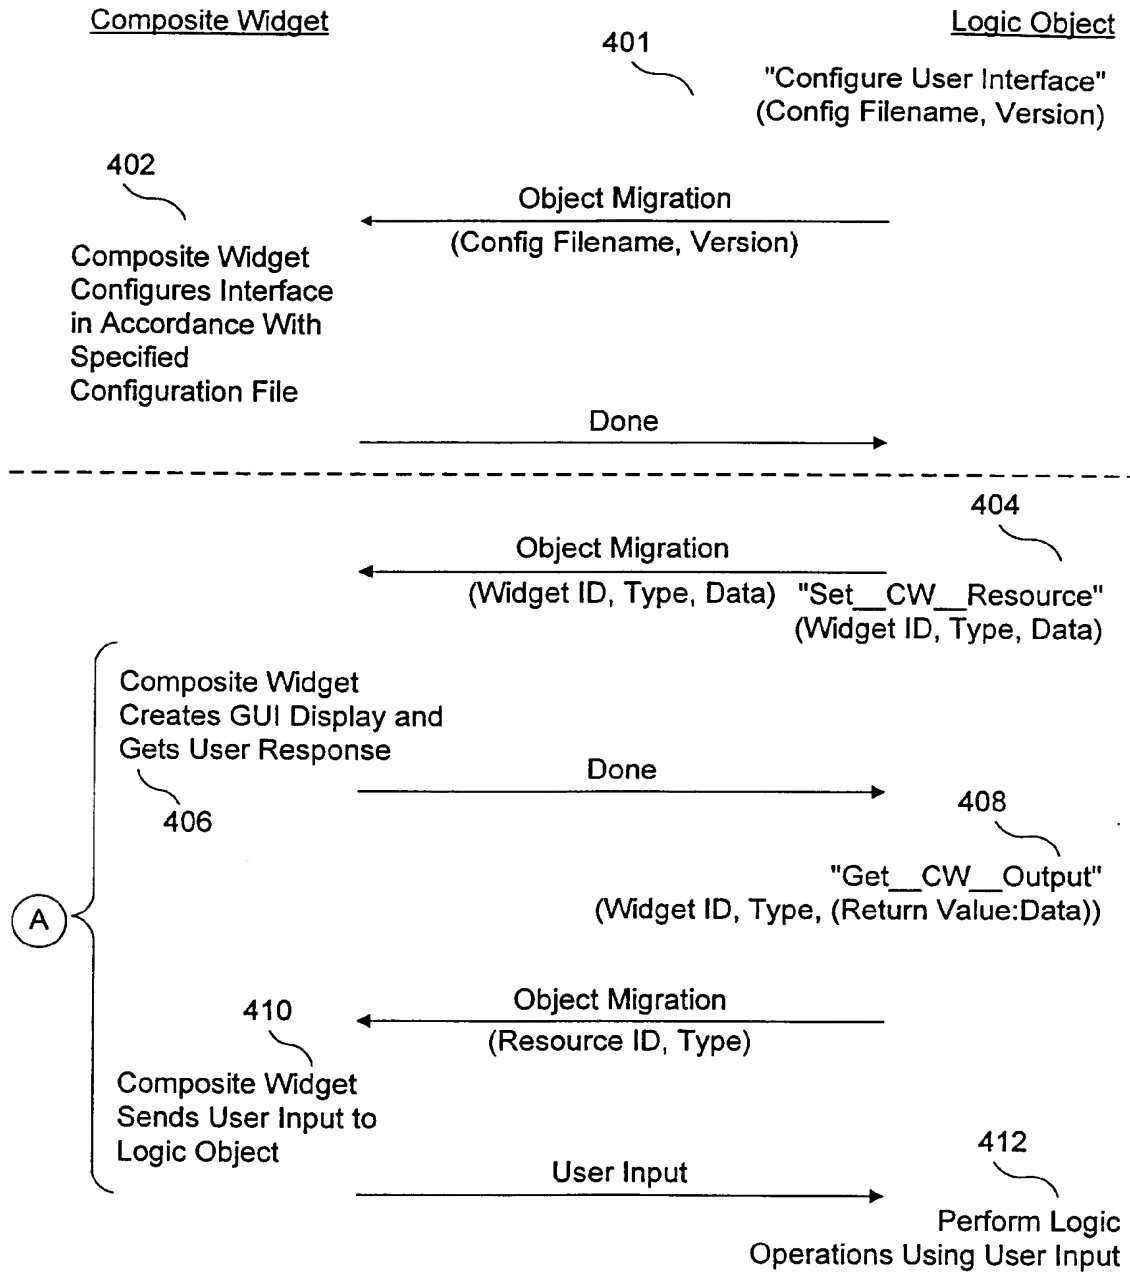 Composite Widget
Logic Object
401
"Configure User Interface"
(Config Filename, Version)
402
Object Migration
(Config Filename, Version)
Composite Widget
Configures Interface
in Accordance With
Specified
Configuration File
Done
404
Object Migration
(Widget ID, Type, Data)
"Set__CW__Resource"
(Widget ID, Type, Data)
Composite Widget
Creates GUI Display and
Gets User Response
406
Done
408
"Get__CW__Output"
(Widget ID, Type, (Return Value:Data))
A
Object Migration
(Resource ID, Type)
410
Composite Widget
Sends User Input to
Logic Object
User Input
412
Perform Logic
Operations Using User Input